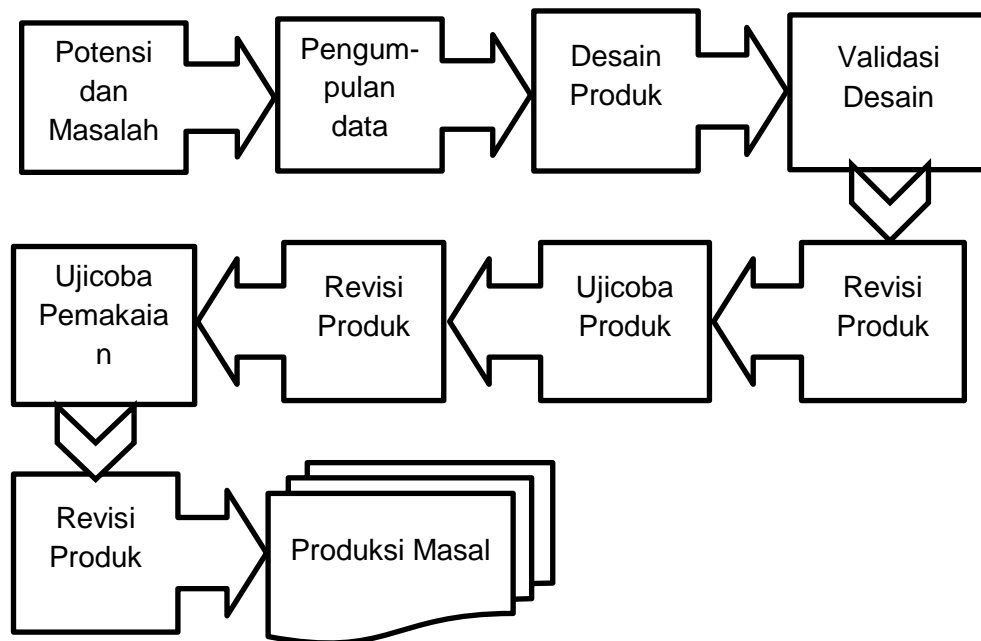 Potensi
dan
Masalah
Pengum-
pulan
data
Desain
Produk
Validasi
Desain
Revisi
Produk
Ujicoba
Produk
Revisi
Produk
Ujicoba
Pemakaia
n
Revisi
Produk
Produksi Masal